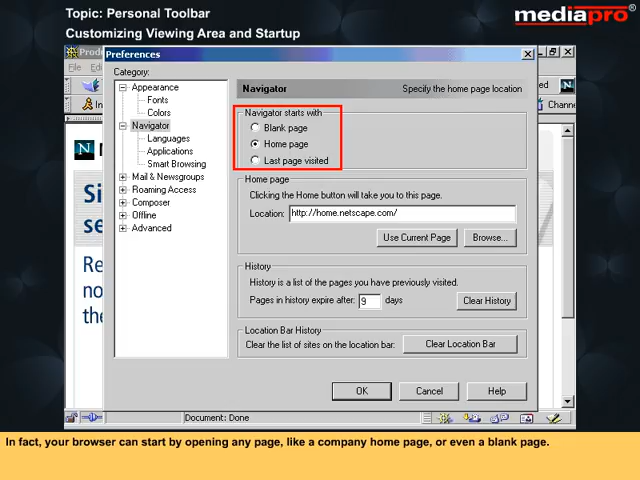 Topic: Personal Toolbar
mediapro®
Customizing Viewing Area and Startup
Preferences
Category:
Appearance
Fonts
Colors
Navigator
Languages
Applications
Smart Browsing
Mail & Newsgroups
Roaming Access
Composer
Offline
Advanced
Navigator
Specify the home page location
Navigator starts with
Blank page
Home page
Last page visited
Home page
Clicking the Home button will take you to this page.
Location: http://home.netscape.com/
Use Current Page
Browse...
History
History is a list of the pages you have previously visited.
Pages in history expire after: 9 days
Clear History
Location Bar History
Clear the list of sites on the location bar.
Clear Location Bar
OK
Cancel
Help
File
N
Channe
Document: Done
In fact, your browser can start by opening any page, like a company home page, or even a blank page.